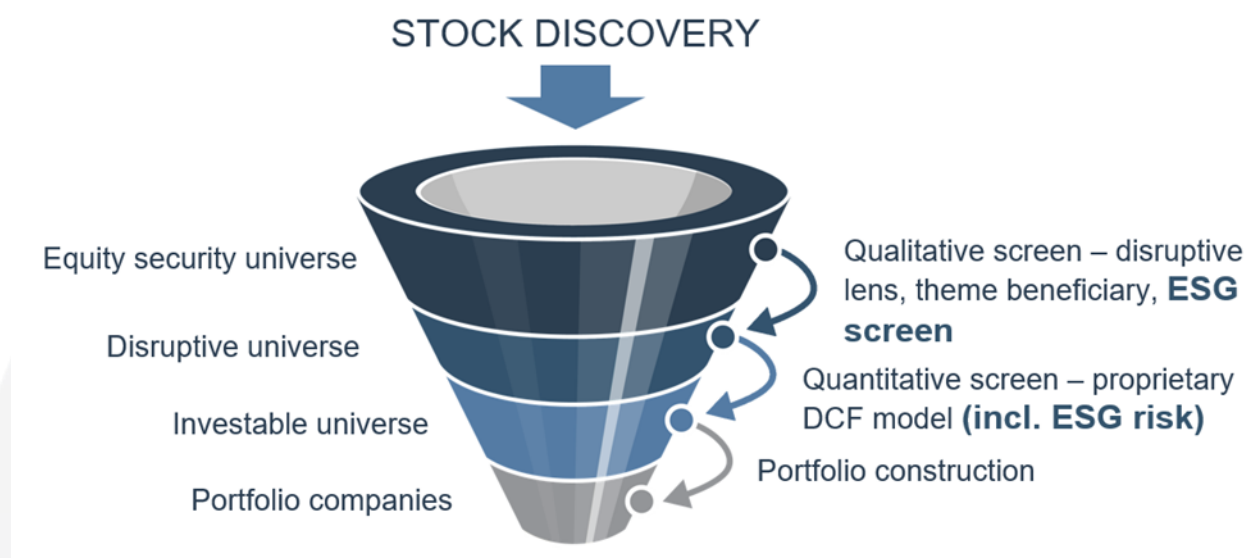 STOCK DISCOVERY
Equity security universe
Disruptive universe
Investable universe
Portfolio companies
Qualitative screen – disruptive
lens, theme beneficiary, ESG
screen
Quantitative screen – proprietary
DCF model (incl. ESG risk)
Portfolio construction